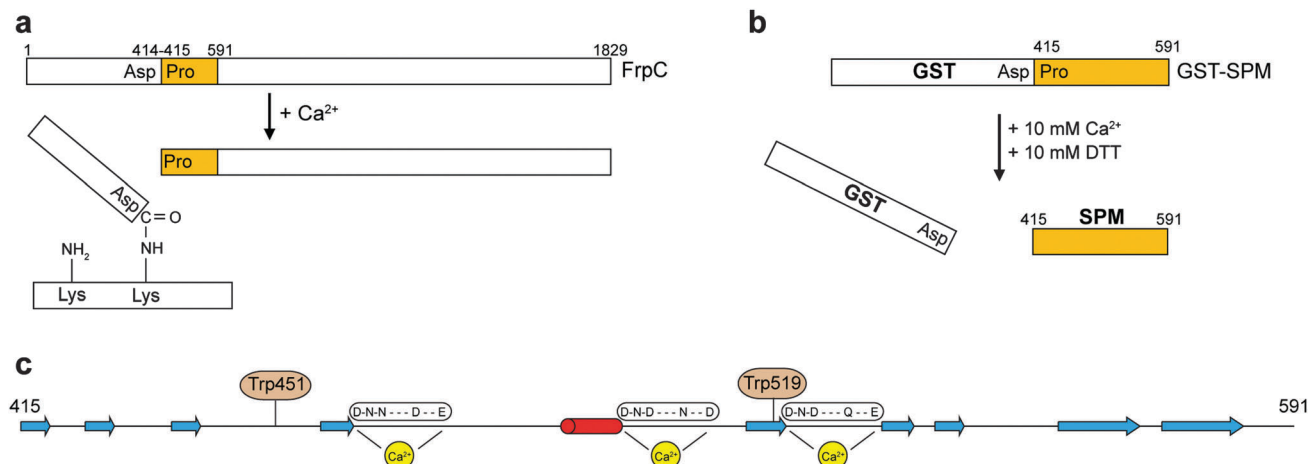 a
1 414-415 591 1829
Asp Pro FrpC
+ Ca²⁺
Pro
Asp
C=O
NH₂ NH
Lys Lys
b
415 591
GST Asp Pro GST-SPM
+ 10 mM Ca²⁺
+ 10 mM DTT
GST Asp
415 SPM 591
c
415 Trp451 Trp519 591
D-N-N---D--E D-N-D---N--D D-N-D---Q--E
Ca²⁺ Ca²⁺ Ca²⁺